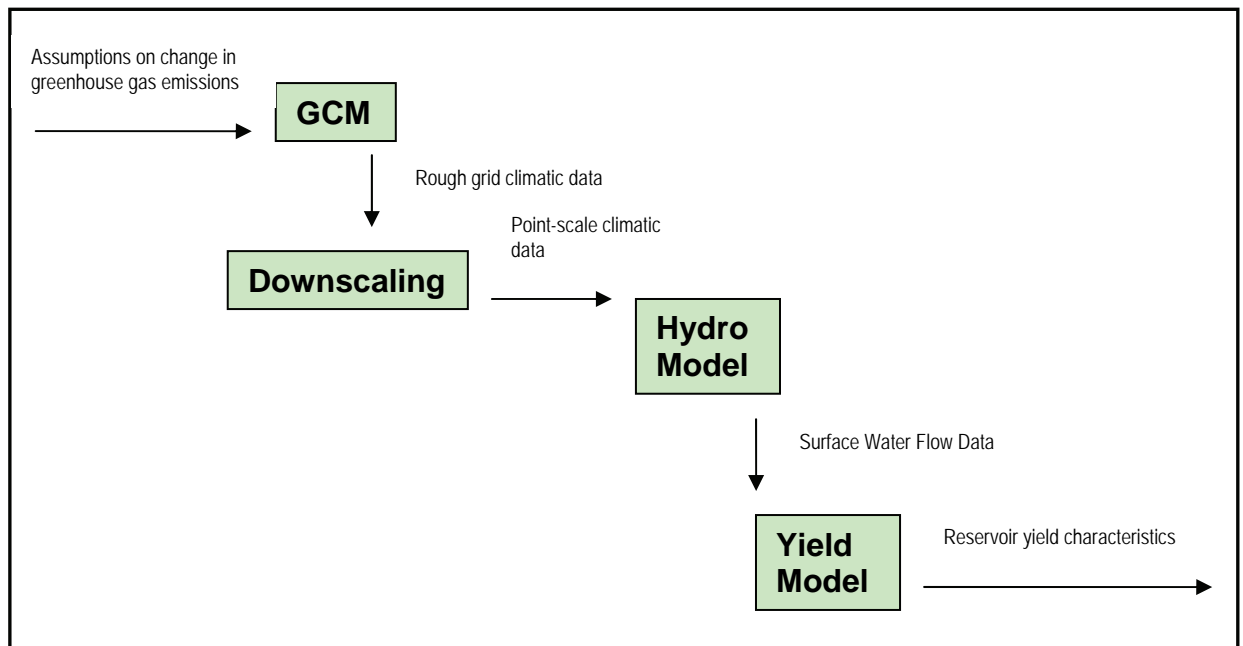 Assumptions on change in
greenhouse gas emissions
GCM
Rough grid climatic data
Point-scale climatic
data
Downscaling
Hydro
Model
Surface Water Flow Data
Yield
Model
Reservoir yield characteristics